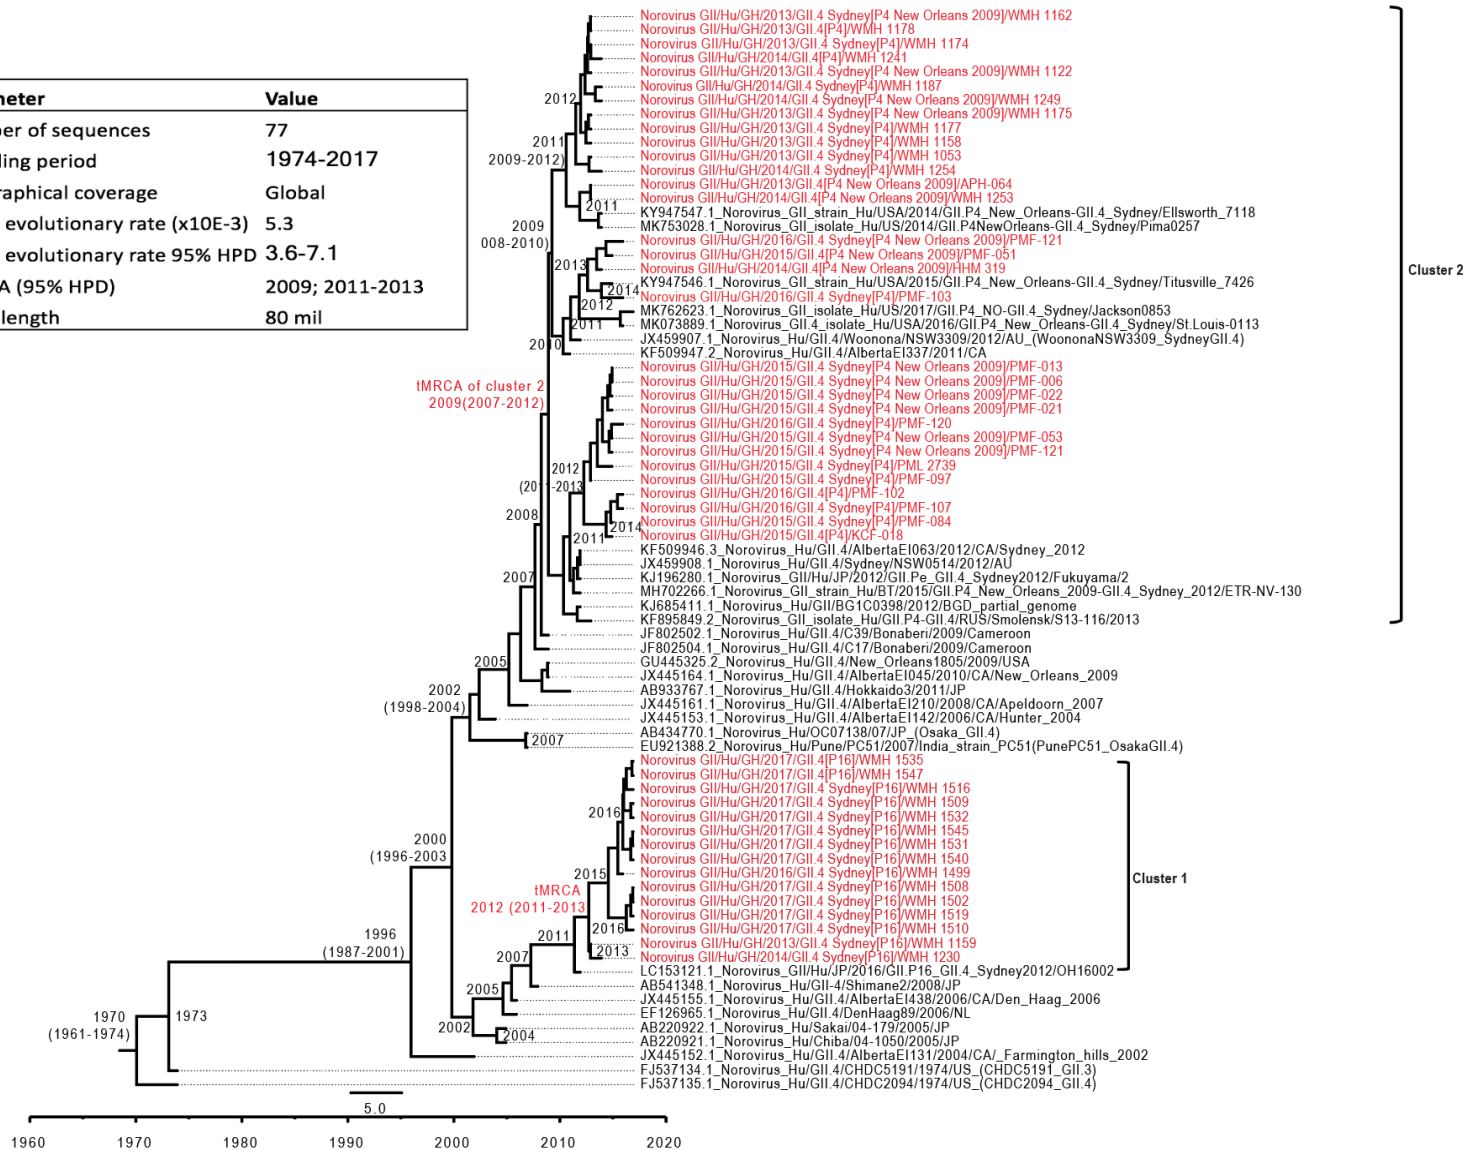 meter Value
er of sequences 77
ling period 1974-2017
raphical coverage Global
evolutionary rate (x10E-3) 5.3
evolutionary rate 95% HPD 3.6-7.1
A (95% HPD) 2009; 2011-2013
length 80 mil
Norovirus GII/Hu/GH/2013/GII.4 Sydney[P4 New Orleans 2009]/WMH 1162
Norovirus GII/Hu/GH/2013/GII.4[P4]/WMH 1178
Norovirus GII/Hu/GH/2013/GII.4 Sydney[P4]/WMH 1174
Norovirus GII/Hu/GH/2014/GII.4[P4]/WMH 1241
Norovirus GII/Hu/GH/2013/GII.4 Sydney[P4 New Orleans 2009]/WMH 1122
Norovirus GII/Hu/GH/2014/GII.4 Sydney[P4]/WMH 1187
Norovirus GII/Hu/GH/2014/GII.4 Sydney[P4 New Orleans 2009]/WMH 1249
Norovirus GII/Hu/GH/2013/GII.4 Sydney[P4 New Orleans 2009]/WMH 1175
Norovirus GII/Hu/GH/2013/GII.4 Sydney[P4]/WMH 1177
Norovirus GII/Hu/GH/2013/GII.4 Sydney[P4]/WMH 1158
Norovirus GII/Hu/GH/2013/GII.4 Sydney[P4]/WMH 1053
Norovirus GII/Hu/GH/2014/GII.4 Sydney[P4]/WMH 1254
Norovirus GII/Hu/GH/2013/GII.4[P4 New Orleans 2009]/APH-064
Norovirus GII/Hu/GH/2014/GII.4[P4 New Orleans 2009]/WMH 1253
KY947547.1_Norovirus_GII_strain_Hu/USA/2014/GII.P4_New_Orleans-GII.4_Sydney/Ellsworth_7118
MK753028.1_Norovirus_GII_isolate_Hu/US/2014/GII.P4NewOrleans-GII.4_Sydney/Pima0257
Norovirus GII/Hu/GH/2016/GII.4 Sydney[P4 New Orleans 2009]/PMF-121
Norovirus GII/Hu/GH/2015/GII.4[P4 New Orleans 2009]/PMF-051
Norovirus GII/Hu/GH/2014/GII.4[P4 New Orleans 2009]/HHM 319
KY947546.1_GII_strain_Hu/USA/2015/GII.P4_New_Orleans-GII.4_Sydney/Titusville_7426
Norovirus GII/Hu/GH/2016/GII.4 Sydney[P4]/PMF-103
MK762623.1_Norovirus_GII_isolate_Hu/US/2017/GII.P4_NO-GII.4_Sydney/Jackson0853
MK073889.1_Norovirus_GII.4_isolate_Hu/USA/2016/GII.P4_New_Orleans-GII.4_Sydney/St.Louis-0113
JX459907.1_Norovirus_Hu/GII.4/Woonona/NSW3309/2012/AU_(WoononaNSW3309_SydneyGII.4)
KF509947.2_Norovirus_Hu/GII.4/AlbertaEI337/2011/CA
Norovirus GII/Hu/GH/2015/GII.4 Sydney[P4 New Orleans 2009]/PMF-013
Norovirus GII/Hu/GH/2015/GII.4 Sydney[P4 New Orleans 2009]/PMF-006
Norovirus GII/Hu/GH/2015/GII.4 Sydney[P4 New Orleans 2009]/PMF-022
Norovirus GII/Hu/GH/2015/GII.4 Sydney[P4 New Orleans 2009]/PMF-021
Norovirus GII/Hu/GH/2016/GII.4 Sydney[P4]/PMF-120
Norovirus GII/Hu/GH/2015/GII.4 Sydney[P4 New Orleans 2009]/PMF-053
Norovirus GII/Hu/GH/2015/GII.4 Sydney[P4 New Orleans 2009]/PMF-121
Norovirus GII/Hu/GH/2015/GII.4 Sydney[P4]/PML 2739
Norovirus GII/Hu/GH/2015/GII.4 Sydney[P4]/PMF-097
Norovirus GII/Hu/GH/2016/GII.4[P4]/PMF-102
Norovirus GII/Hu/GH/2016/GII.4 Sydney[P4]/PMF-107
Norovirus GII/Hu/GH/2015/GII.4 Sydney[P4]/PMF-084
Norovirus GII/Hu/GH/2015/GII.4[P4]/KCF-018
KF509946.3_Norovirus_Hu/GII.4/AlbertaEI063/2012/CA/Sydney_2012
JX459908.1_Norovirus_Hu/GII.4/Sydney/NSW0514/2012/AU
KJ196280.1_Norovirus_GII/Hu/JP/2012/GII.Pe_GII.4_Sydney2012/Fukuyama/2
MH702266.1_Norovirus_GII_strain_Hu/BT/2015/GII.P4_New_Orleans_2009-GII.4_Sydney_2012/ETR-NV-130
KJ685411.1_Norovirus_Hu/GII/BG1C0398/2012/BGD_partial_genome
KF895849.2_Norovirus_GII_isolate_Hu/GII.P4-GII.4/RUS/Smolensk/S13-116/2013
JF802502.1_Norovirus_Hu/GII.4/C39/Bonaberi/2009/Cameroon
JF802504.1_Norovirus_Hu/GII.4/C17/Bonaberi/2009/Cameroon
GU445325.2_Norovirus_Hu/GII.4/New_Orleans1805/2009/USA
JX445164.1_Norovirus_Hu/GII.4/AlbertaEI045/2010/CA/New_Orleans_2009
AB933767.1_Norovirus_Hu/GII.4/Hokkaido3/2011/JP
JX445161.1_Norovirus_Hu/GII.4/AlbertaEI210/2008/CA/Apeldoorn_2007
JX445153.1_Norovirus_Hu/GII.4/AlbertaEI142/2006/CA/Hunter_2004
AB434770.1_Norovirus_Hu/OC07138/07/JP_(Osaka_GII.4)
EU921388.2_Norovirus_Hu/Pune/PC51/2007/India_strain_PC51(PunePC51_OsakaGII.4)
Norovirus GII/Hu/GH/2017/GII.4[P16]/WMH 1535
Norovirus GII/Hu/GH/2017/GII.4[P16]/WMH 1547
Norovirus GII/Hu/GH/2017/GII.4 Sydney[P16]/WMH 1516
Norovirus GII/Hu/GH/2017/GII.4 Sydney[P16]/WMH 1509
Norovirus GII/Hu/GH/2017/GII.4 Sydney[P16]/WMH 1532
Norovirus GII/Hu/GH/2017/GII.4 Sydney[P16]/WMH 1545
Norovirus GII/Hu/GH/2017/GII.4 Sydney[P16]/WMH 1531
Norovirus GII/Hu/GH/2017/GII.4 Sydney[P16]/WMH 1540
Norovirus GII/Hu/GH/2016/GII.4 Sydney[P16]/WMH 1499
Norovirus GII/Hu/GH/2017/GII.4 Sydney[P16]/WMH 1508
Norovirus GII/Hu/GH/2017/GII.4 Sydney[P16]/WMH 1502
Norovirus GII/Hu/GH/2017/GII.4 Sydney[P16]/WMH 1519
Norovirus GII/Hu/GH/2017/GII.4 Sydney[P16]/WMH 1510
Norovirus GII/Hu/GH/2013/GII.4 Sydney[P16]/WMH 1159
Norovirus GII/Hu/GH/2014/GII.4 Sydney[P16]/WMH 1230
LC153121.1_Norovirus_GII/Hu/JP/2016/GII.P16_GII.4_Sydney2012/OH16002
AB541348.1_Norovirus_Hu/GII-4/Shimane2/2008/JP
JX445155.1_Norovirus_Hu/GII.4/AlbertaEI438/2006/CA/Den_Haag_2006
EF126965.1_Norovirus_Hu/GII.4/DenHaag89/2006/NL
AB220922.1_Norovirus_Hu/Sakai/04-179/2005/JP
AB220921.1_Norovirus_Hu/Chiba/04-1050/2005/JP
JX445152.1_Norovirus_Hu/GII.4/AlbertaEI131/2004/CA/_Farmington_hills_2002
FJ537134.1_Norovirus_Hu/GII.4/CHDC5191/1974/US_(CHDC5191_GII.3)
FJ537135.1_Norovirus_Hu/GII.4/CHDC2094/1974/US_(CHDC2094_GII.4)
2012
2011
2009-2012)
2011
2009
008-2010)
2013
2014
2012
2011
2010
tMRCA of cluster 2
2009(2007-2012)
2012
(2011-2013
2008
2014
2011
2007
2005
2002
(1998-2004)
2007
2016
2000
(1996-2003
2015
tMRCA
2012 (2011-2013
2016
1996
(1987-2001)
2011
2013
2007
2005
2002
2004
1970
(1961-1974)
1973
Cluster 2
Cluster 1
5.0
1960 1970 1980 1990 2000 2010 2020